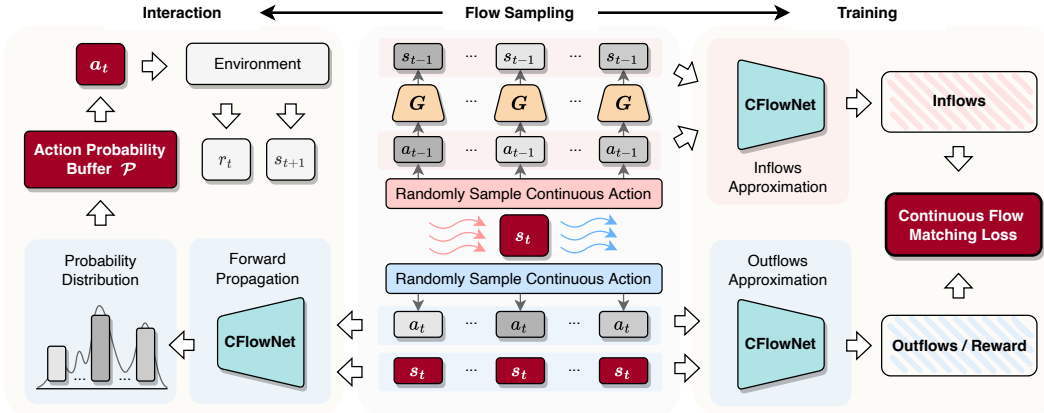 Interaction
Flow Sampling
Training
a_t
Environment
r_t
s_{t+1}
Action Probability
Buffer 𝒫
Probability
Distribution
... ...
Forward
Propagation
CFlowNet
s_{t−1} ... s_{t−1} ... s_{t−1}
G ... G ... G
a_{t−1} ... a_{t−1} ... a_{t−1}
Randomly Sample Continuous Action
s_t
Randomly Sample Continuous Action
a_t ... a_t ... a_t
s_t ... s_t ... s_t
CFlowNet
Inflows
Approximation
Inflows
Continuous Flow
Matching Loss
Outflows
Approximation
CFlowNet
Outflows / Reward